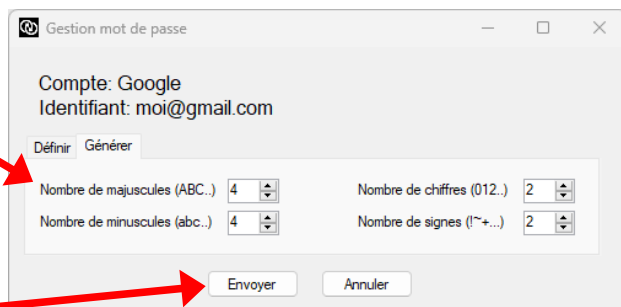 Gestion mot de passe
Compte: Google
Identifiant: moi@gmail.com
Définir Générer
Nombre de majuscules (ABC..) 4 Nombre de chiffres (012..) 2
Nombre de minuscules (abc..) 4 Nombre de signes (!~+...) 2
Envoyer Annuler